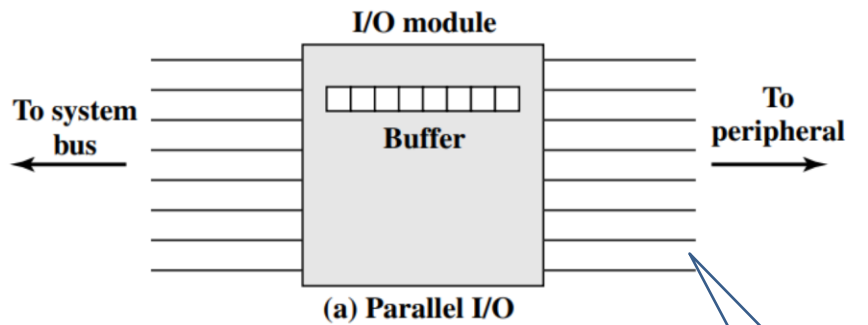 I/O module
To system
bus
Buffer
To
peripheral
(a) Parallel I/O